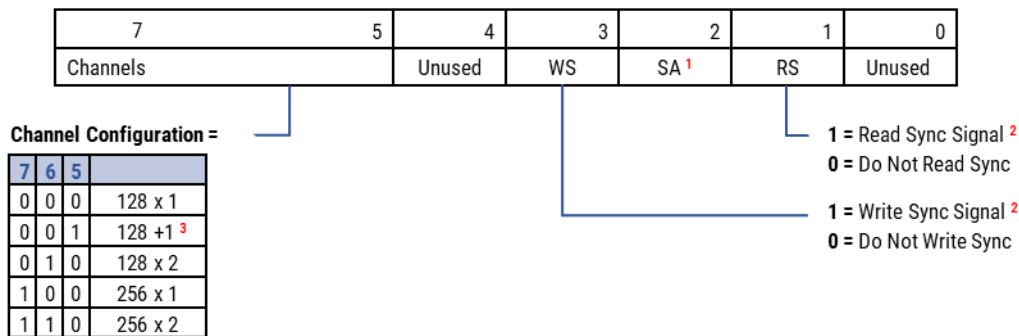 7 5 4 3 2 1 0
Channels Unused WS SA 1 RS Unused
Channel Configuration =
7 6 5
0 0 0 128 x 1
0 0 1 128 +1 3
0 1 0 128 x 2
1 0 0 256 x 1
1 1 0 256 x 2
1 = Read Sync Signal 2
0 = Do Not Read Sync
1 = Write Sync Signal 2
0 = Do Not Write Sync